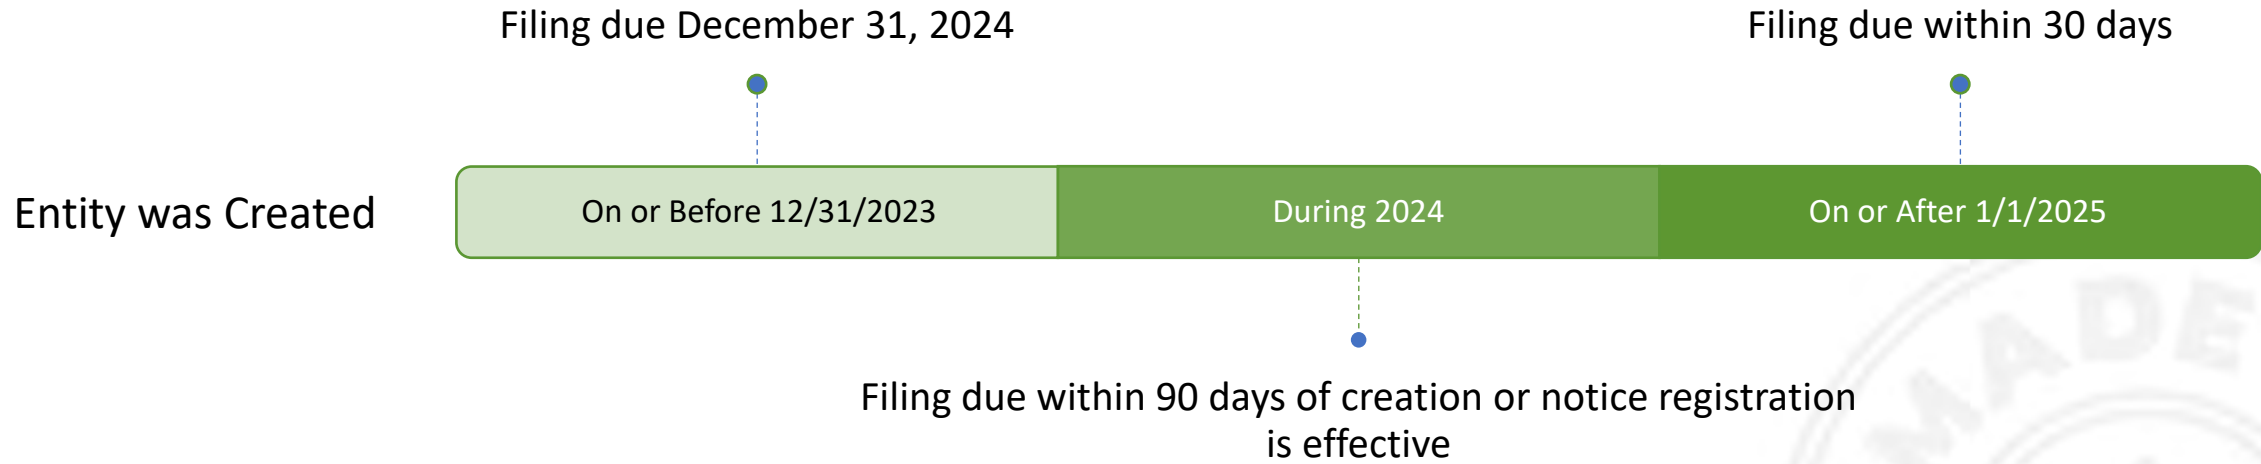 Filing due December 31, 2024
Filing due within 30 days
Entity was Created
On or Before 12/31/2023
During 2024
On or After 1/1/2025
Filing due within 90 days of creation or notice registration
is effective
MADE